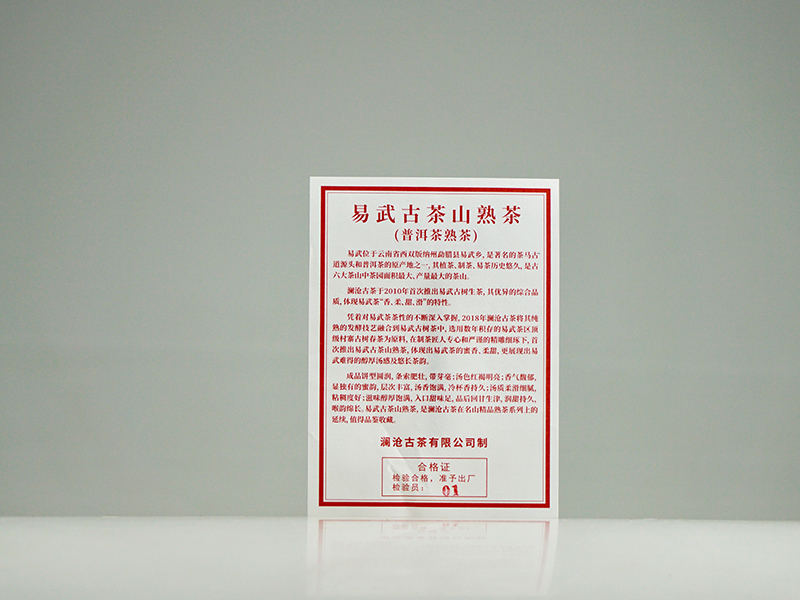 易武古茶山熟茶
(普洱茶熟茶)
易武位于云南省西双版纳州勐腊县易武乡，是著名的茶马古
道源头和普洱茶的原产地之一，其植茶、制茶、易茶历史悠久，是古
六大茶山中茶园面积最大、产量最大的茶山。
澜沧古茶于2010年首次推出易武古树生茶，其优异的综合品
质，体现易武茶“香、柔、甜、滑”的特性。
凭着对易武茶茶性的不断深入掌握，2018年澜沧古茶将其纯
熟的发酵技艺融合到易武古树茶中，选用数年积存的易武茶区顶
级村寨古树春茶为原料，在制茶匠人专心和严谨的精雕细琢下，首
次推出易武古茶山熟茶，体现出易武茶的蜜香、柔甜，更展现出易
武难得的醇厚汤感及悠长茶韵。
成品饼型圆润，条索肥壮，带芽毫；汤色红褐明亮；香气馥郁，
显独有的蜜韵，层次丰富，汤香饱满，冷杯香持久；汤质柔滑细腻，
粘稠度好；滋味醇厚饱满，入口甜味足，品后回甘生津，润甜持久，
喉韵绵长。易武古茶山熟茶，是澜沧古茶在名山精品熟茶系列上的
延续，值得品鉴收藏。
澜沧古茶有限公司制
合格证
检验合格，准予出厂
检验员：01